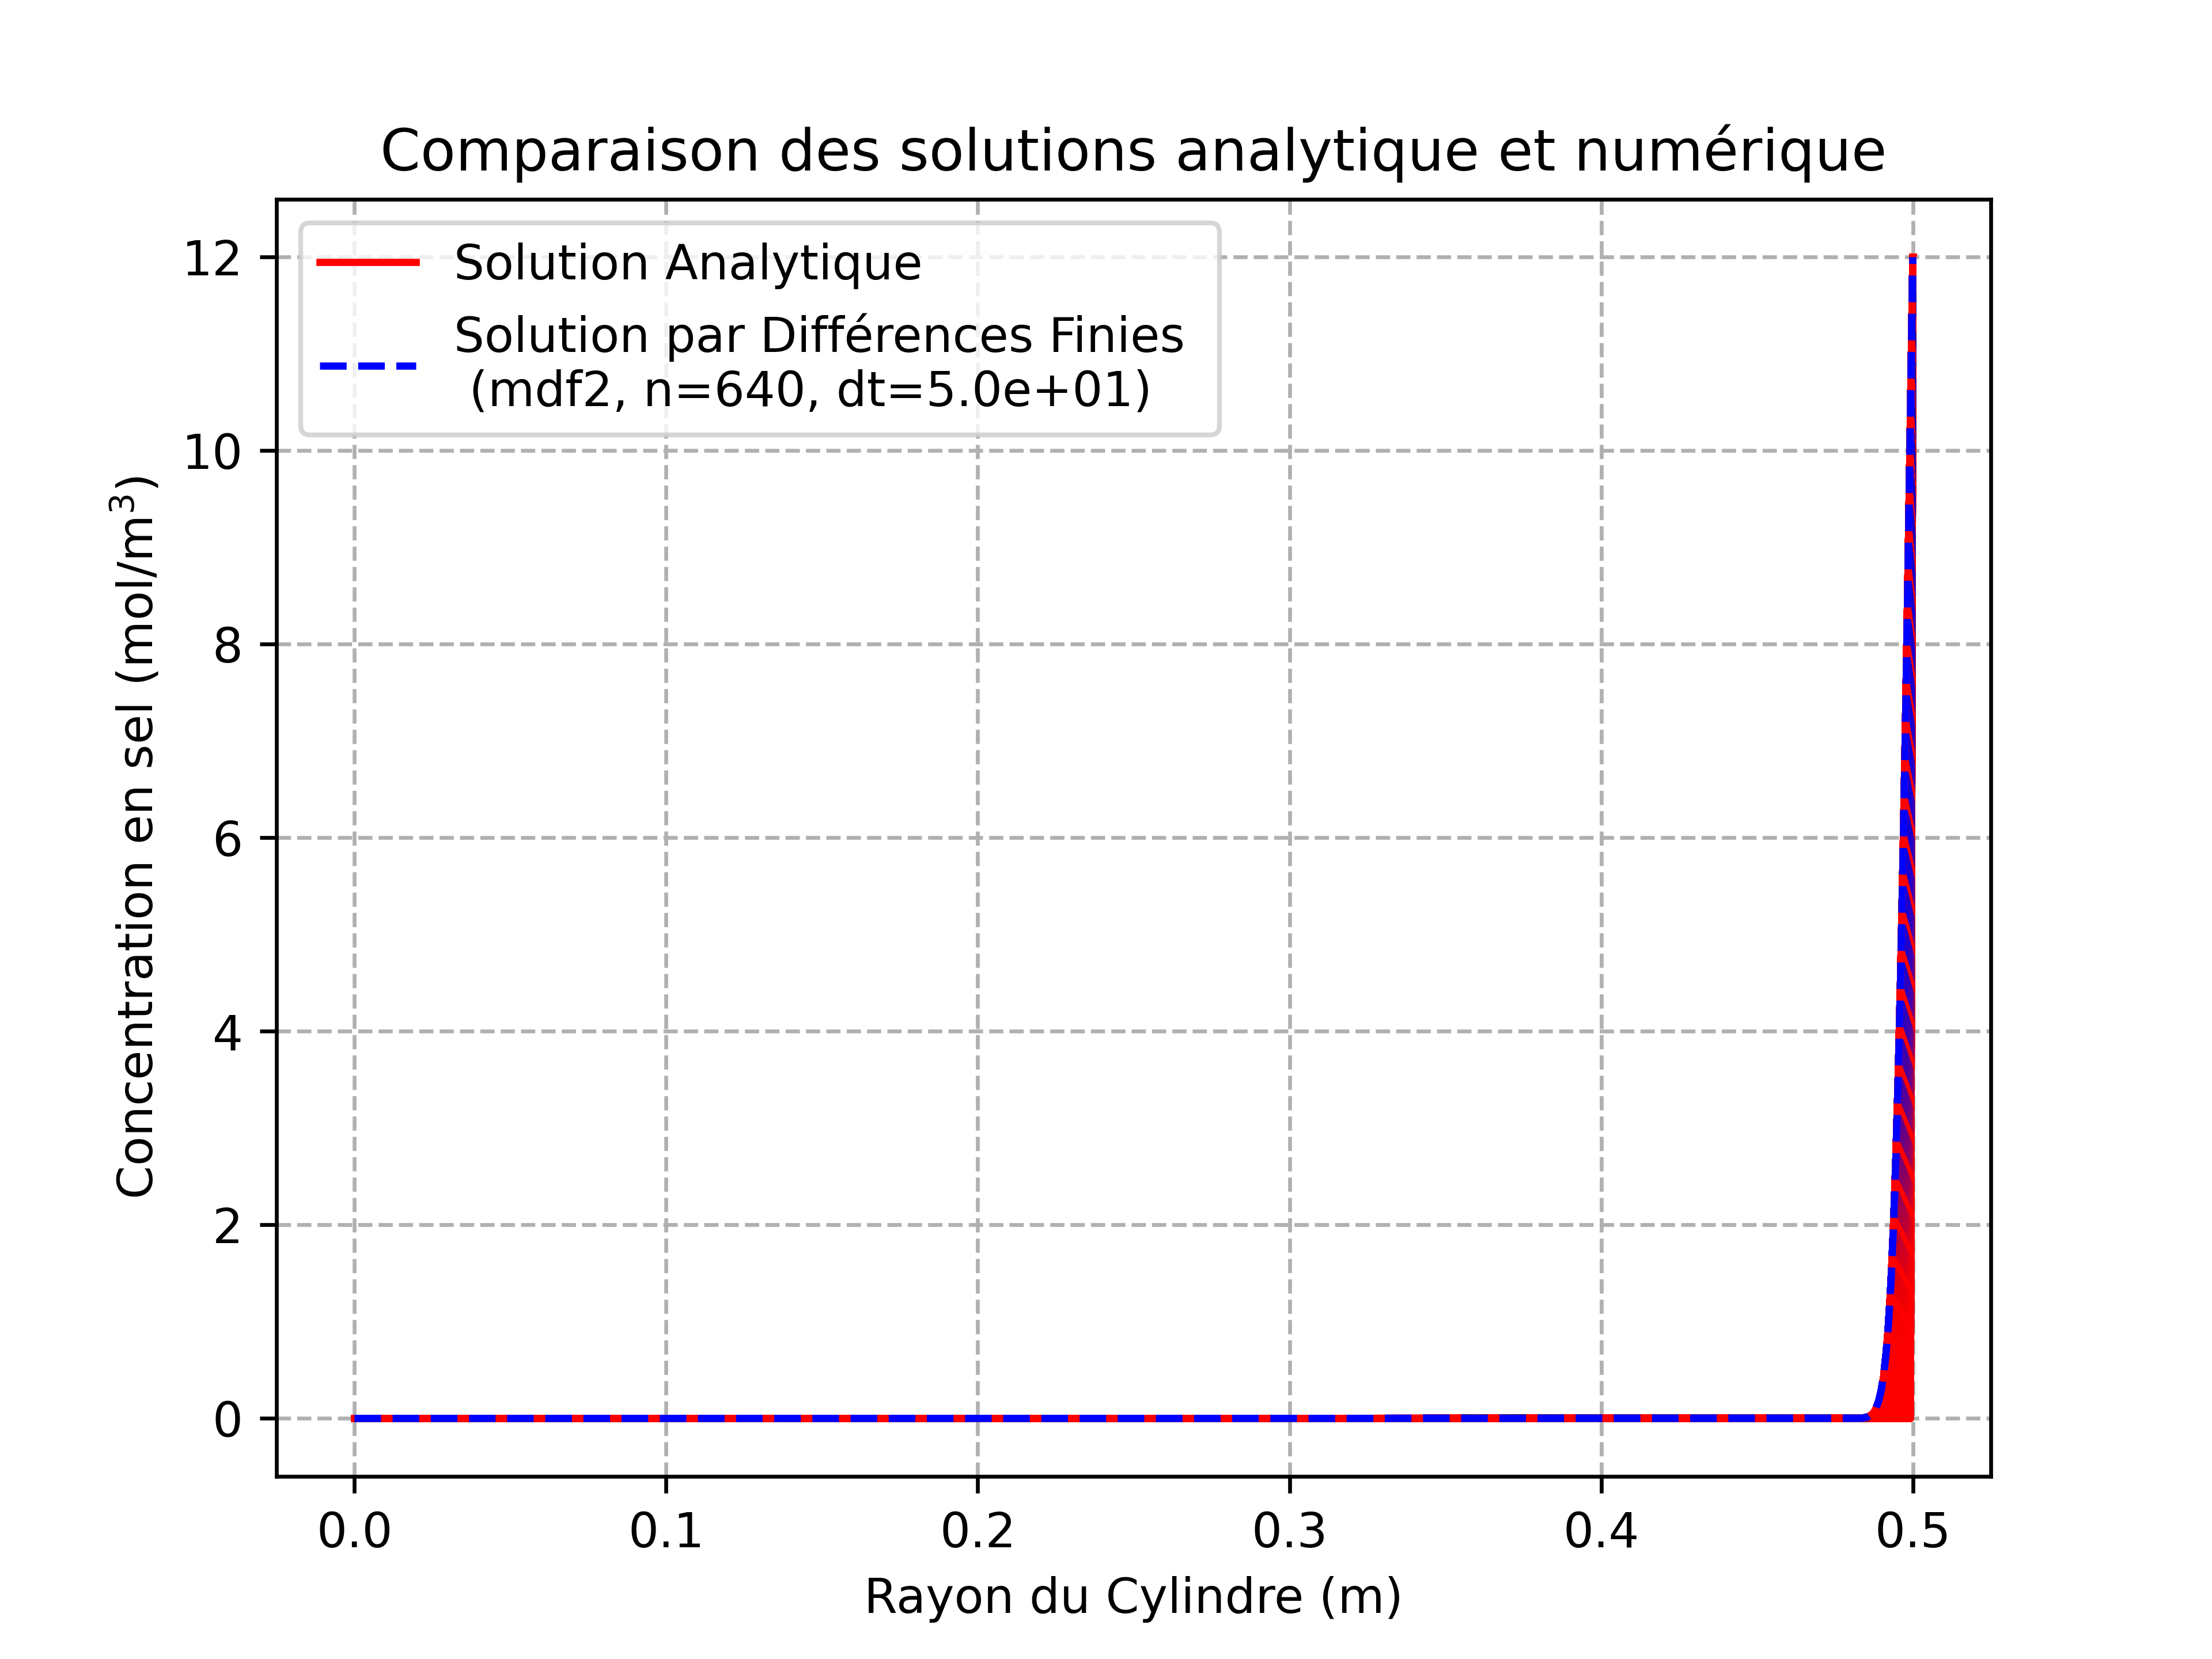 Comparaison des solutions analytique et numérique
Solution Analytique
Solution par Différences Finies
(mdf2, n=640, dt=5.0e+01)
Concentration en sel (mol/m³)
12
10
8
6
4
2
0
0.0 0.1 0.2 0.3 0.4 0.5
Rayon du Cylindre (m)